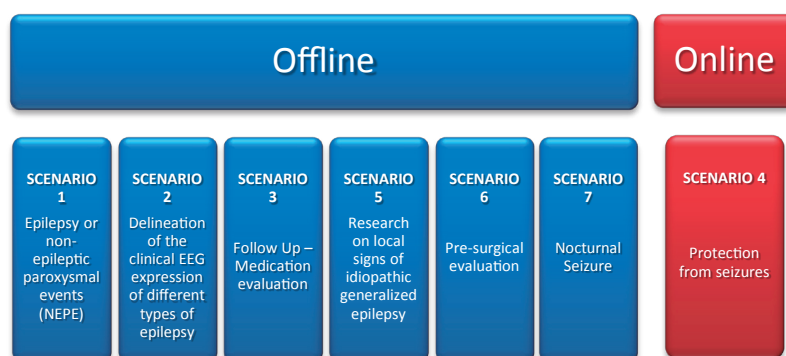 Offline
Online
SCENARIO
1
Epilepsy or
non-
epileptic
paroxysmal
events
(NEPE)
SCENARIO
2
Delineation
of the
clinical EEG
expression
of different
types of
epilepsy
SCENARIO
3
Follow Up –
Medication
evaluation
SCENARIO
5
Research
on local
signs of
idiopathic
generalized
epilepsy
SCENARIO
6
Pre-surgical
evaluation
SCENARIO
7
Nocturnal
Seizure
SCENARIO 4
Protection
from seizures